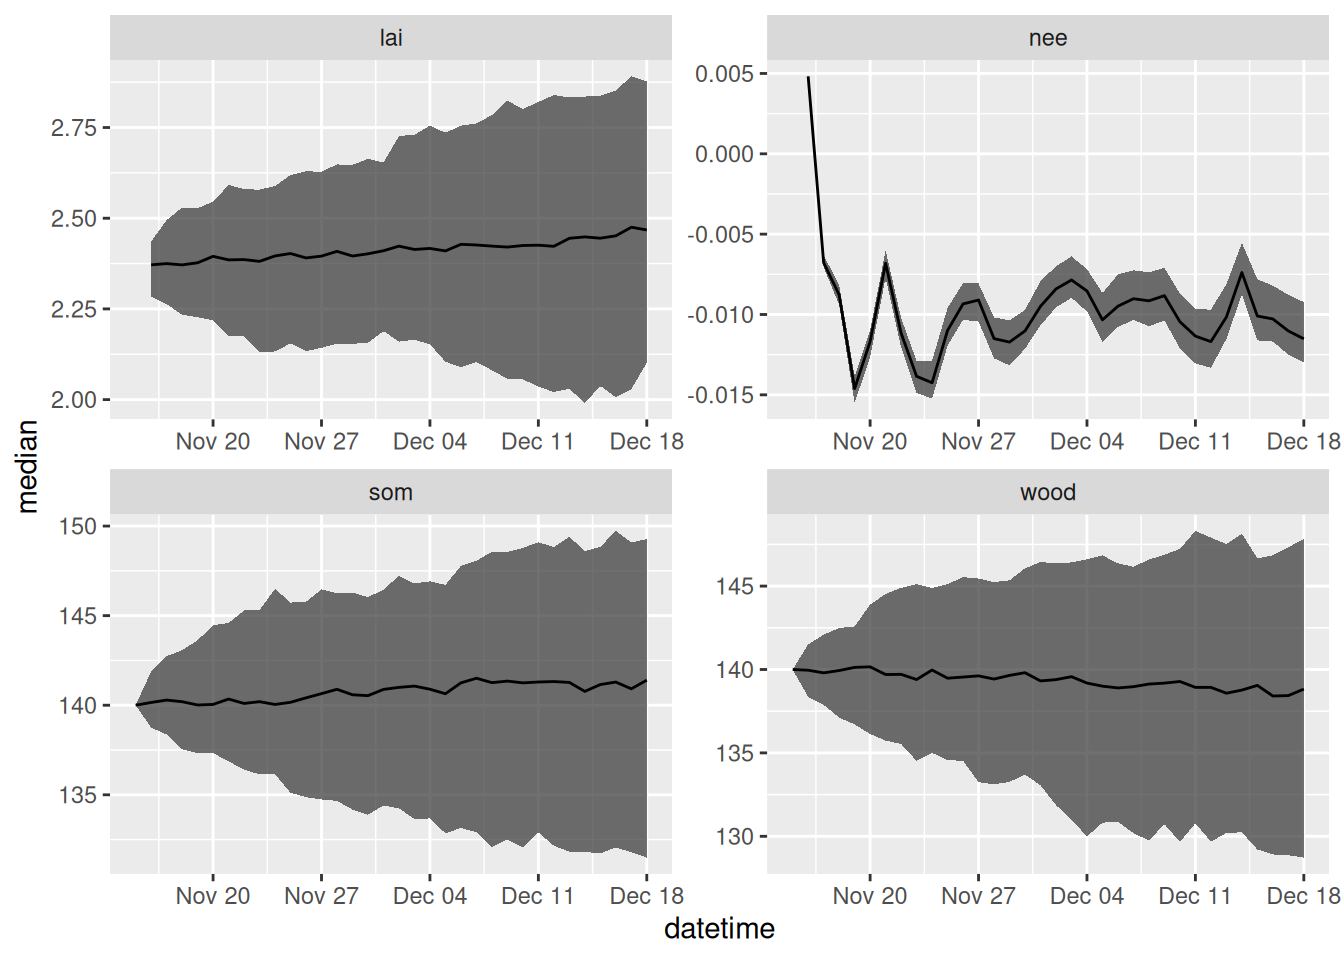 lai
nee
2.75
2.50
2.25
2.00
0.005
0.000
-0.005
-0.010
-0.015
Nov 20 Nov 27 Dec 04 Dec 11 Dec 18
Nov 20 Nov 27 Dec 04 Dec 11 Dec 18
median
som
wood
150
145
140
135
145
140
135
130
Nov 20 Nov 27 Dec 04 Dec 11 Dec 18
Nov 20 Nov 27 Dec 04 Dec 11 Dec 18
datetime